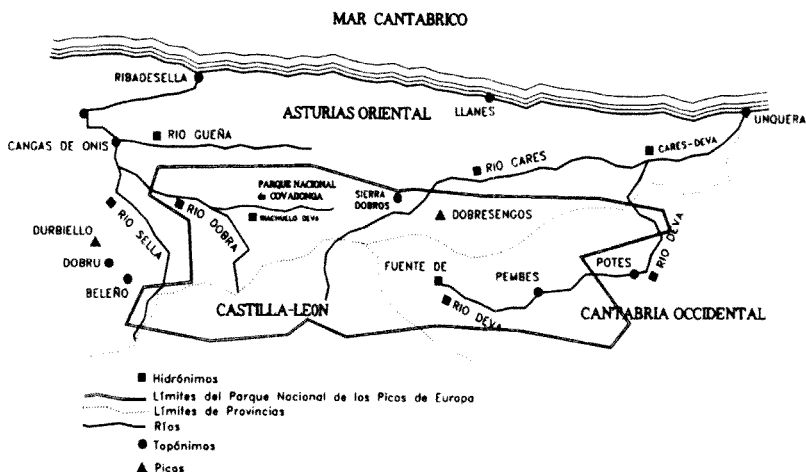 MAR CANTABRICO
RIBADESELLA
ASTURIAS ORIENTAL
LLANES
UNQUERA
CANGAS DE ONIS
RIO GUEÑA
CARES-DEVA
RIO CARES
PARQUE NACIONAL
de COVADONGA
SIERRA
DOBROS
RIO SELLA
RIO DOBRA
RIACHUELO DEVA
DOBRESENGOS
DURBIELLO
DOBRU
BELEÑO
FUENTE DE
PEMBES
POTES
RIO DEVA
RIO DEVA
CASTILLA-LEON
CANTABRIA OCCIDENTAL
Hidrónimos
Límites del Parque Nacional de los Picos de Europa
Límites de Provincias
Ríos
Topónimos
Picos